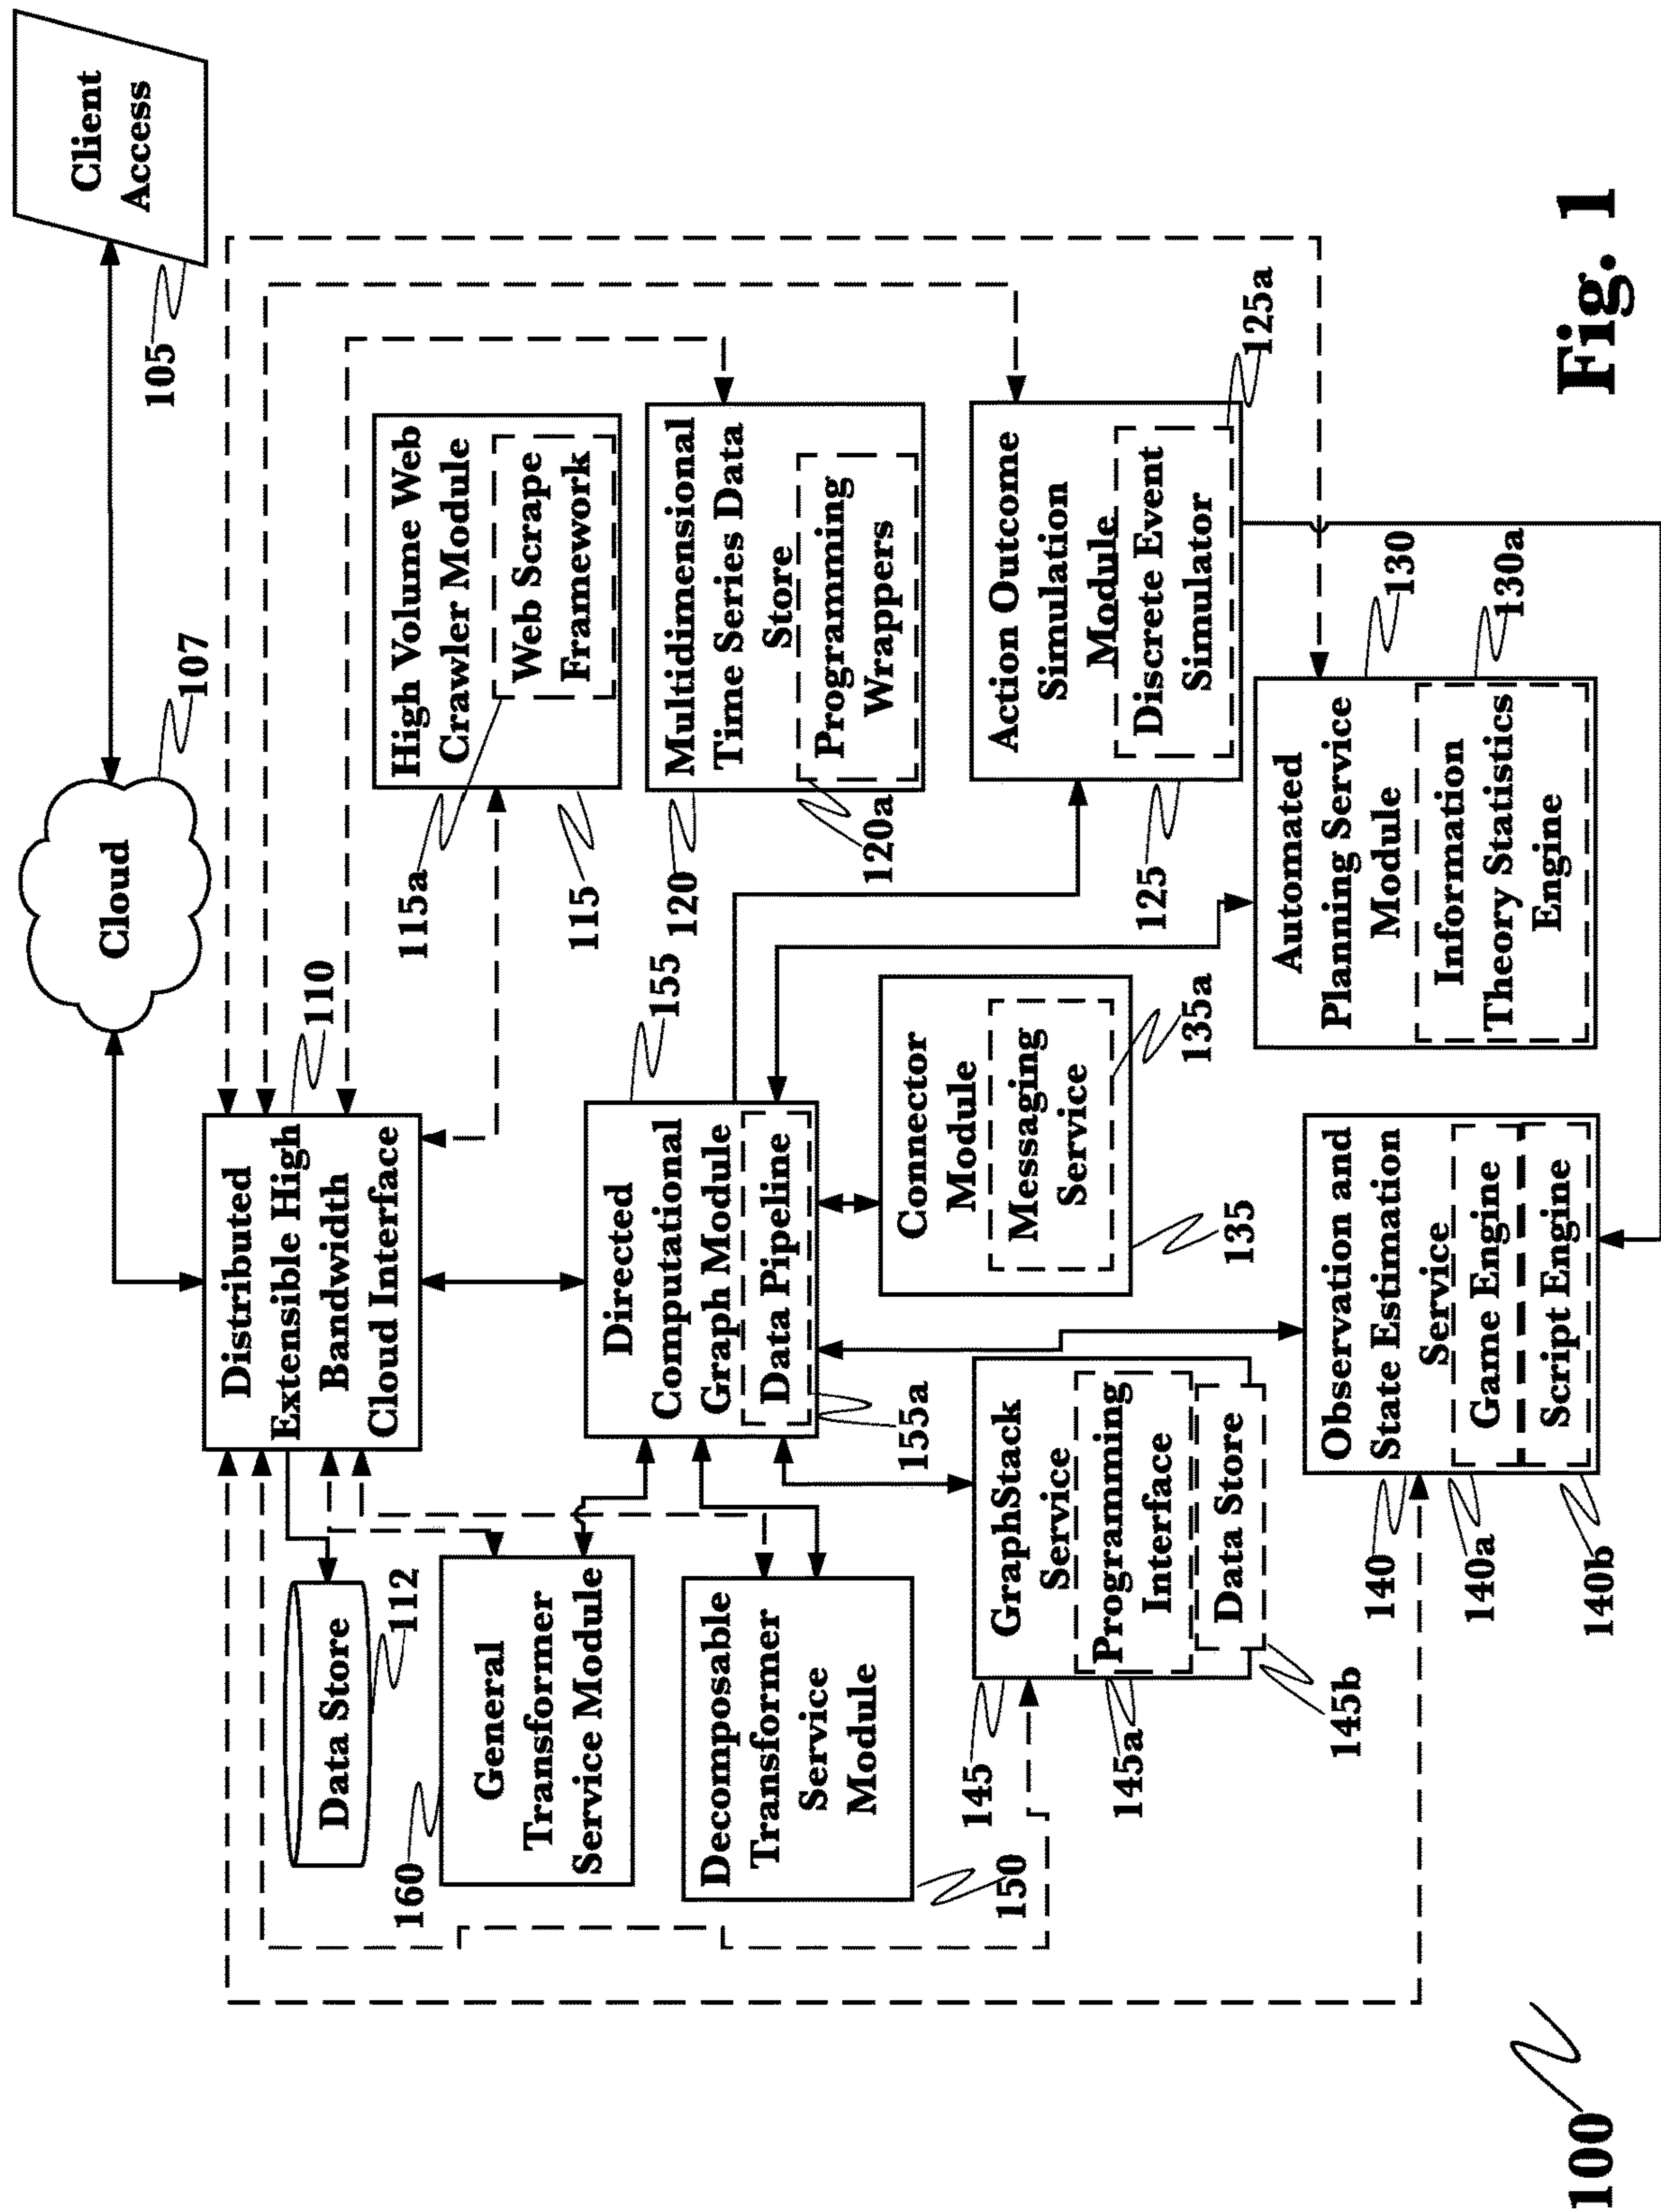 Client
Access
105
Cloud
107
Distributed
Extensible High
Bandwidth
Cloud Interface
110
Data Store
112
High Volume Web
Crawler Module
Web Scrape
Framework
115a
115
General
Transformer
Service Module
160
Directed
Computational
Graph Module
Data Pipeline
155
155a
Multidimensional
Time Series Data
Store
Programming
Wrappers
120
120a
Decomposable
Transformer
Service
Module
150
Connector
Module
Messaging
Service
135a
135
Action Outcome
Simulation
Module
Discrete Event
Simulator
125
125a
GraphStack
Service
Programming
Interface
Data Store
145
145a
145b
Observation and
State Estimation
Service
Game Engine
Script Engine
140
140a
140b
Automated
Planning Service
Module
Information
Theory Statistics
Engine
130
130a
100
Fig. 1